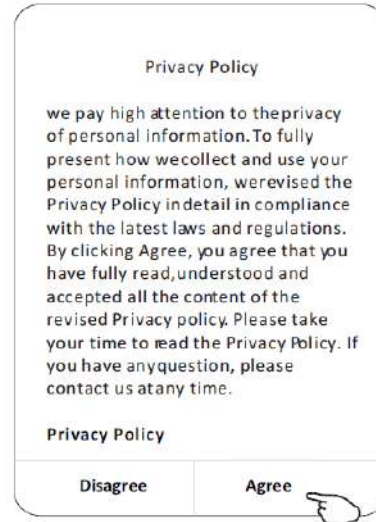 Privacy Policy
we pay high attention to theprivacy
of personal information.To fully
present how wecollect and use your
personal information, werevised the
Privacy Policy indetail in compliance
with the latest laws and regulations.
By clicking Agree, you agree that you
have fully read,understood and
accepted all the content of the
revised Privacy policy. Please take
your time to read the Privacy Policy. If
you have anyquestion, please
contact us atany time.
Privacy Policy
Disagree
Agree